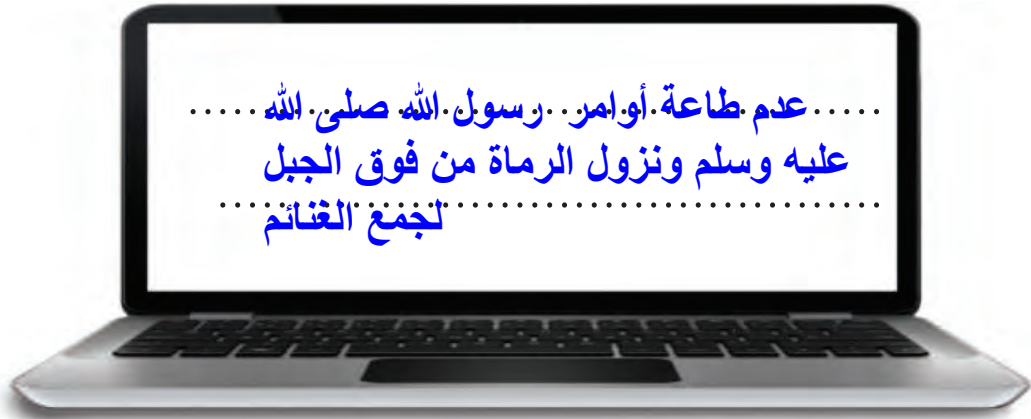 عدم طاعة أوامر رسول الله صلى الله
عليه وسلم ونزول الرماة من فوق الجبل
لجمع الغنائم